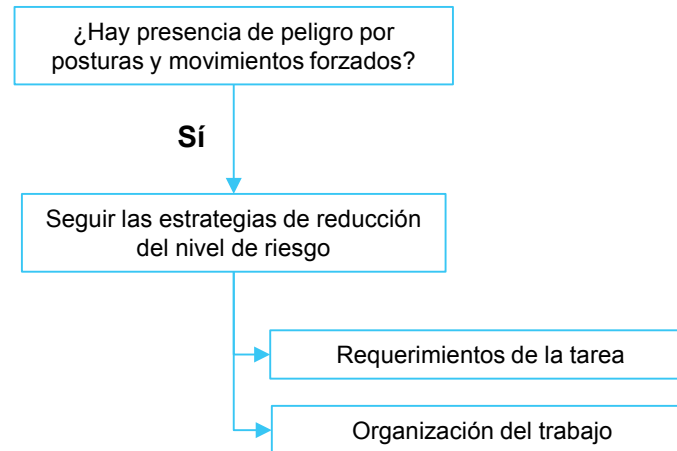 ¿Hay presencia de peligro por
posturas y movimientos forzados?
Sí
Seguir las estrategias de reducción
del nivel de riesgo
Requerimientos de la tarea
Organización del trabajo